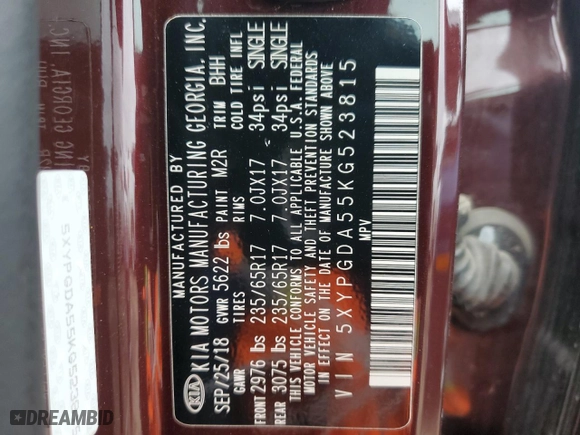 MANUFACTURED BY
KIA KIA MOTORS MANUFACTURING GEORGIA, INC.
SEP/25/18 GVWR 5622 lbs PAINT M2R TRIM BHH
GAWR TIRES RIMS COLD TIRE INFL
FRONT 2976 lbs 235/65R17 7.0JX17 34psi SINGLE
REAR 3075 lbs 235/65R17 7.0JX17 34psi SINGLE
THIS VEHICLE CONFORMS TO ALL APPLICABLE U.S.A. FEDERAL
MOTOR VEHICLE SAFETY AND THEFT PREVENTION STANDARDS
IN EFFECT ON THE DATE OF MANUFACTURE SHOWN ABOVE
VIN 5XYPGDA55KG523815
MPV
DREAMBID